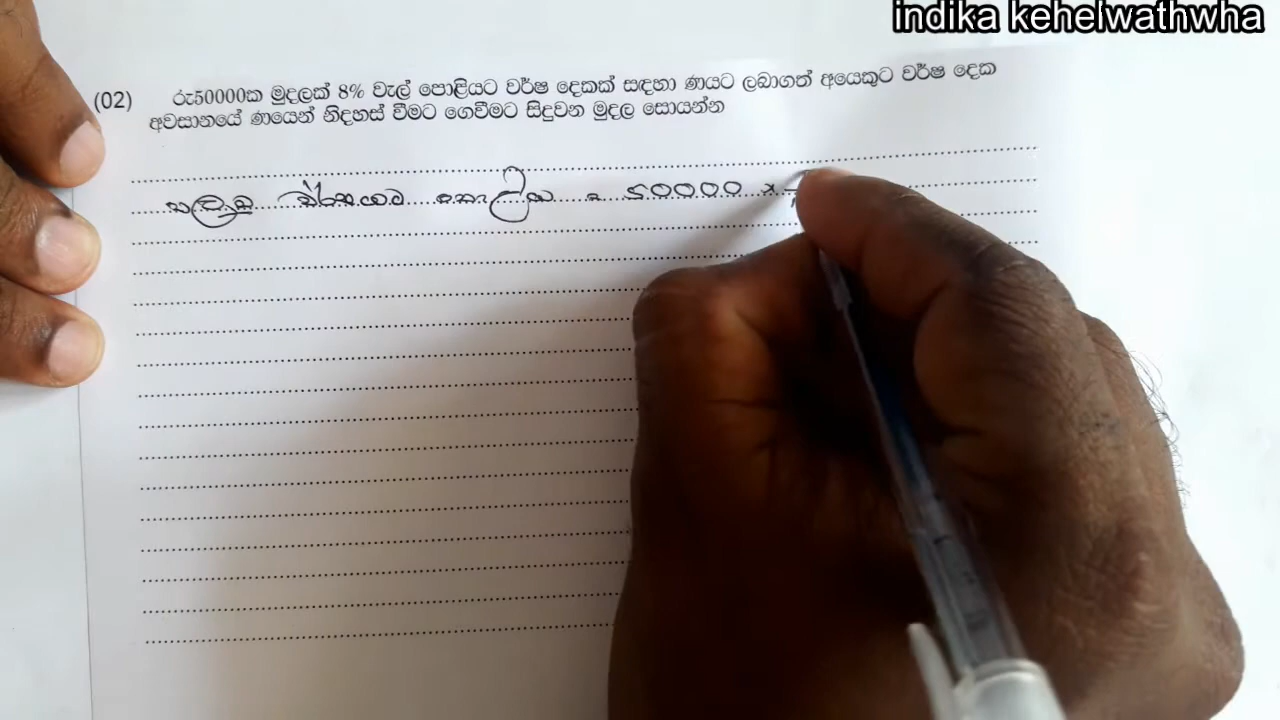 indika kehelwathwha
(02) රු50000ක මුදලක් 8% වැල් පොළියට වර්ෂ දෙකක් සඳහා ණයට ලබාගත් අයෙකුට වර්ෂ දෙක
අවසානයේ ණයෙන් නිදහස් වීමට ගෙවීමට සිදුවන මුදල සොයන්න
පළමු වර්ෂයට පොළිය = 50000 ×